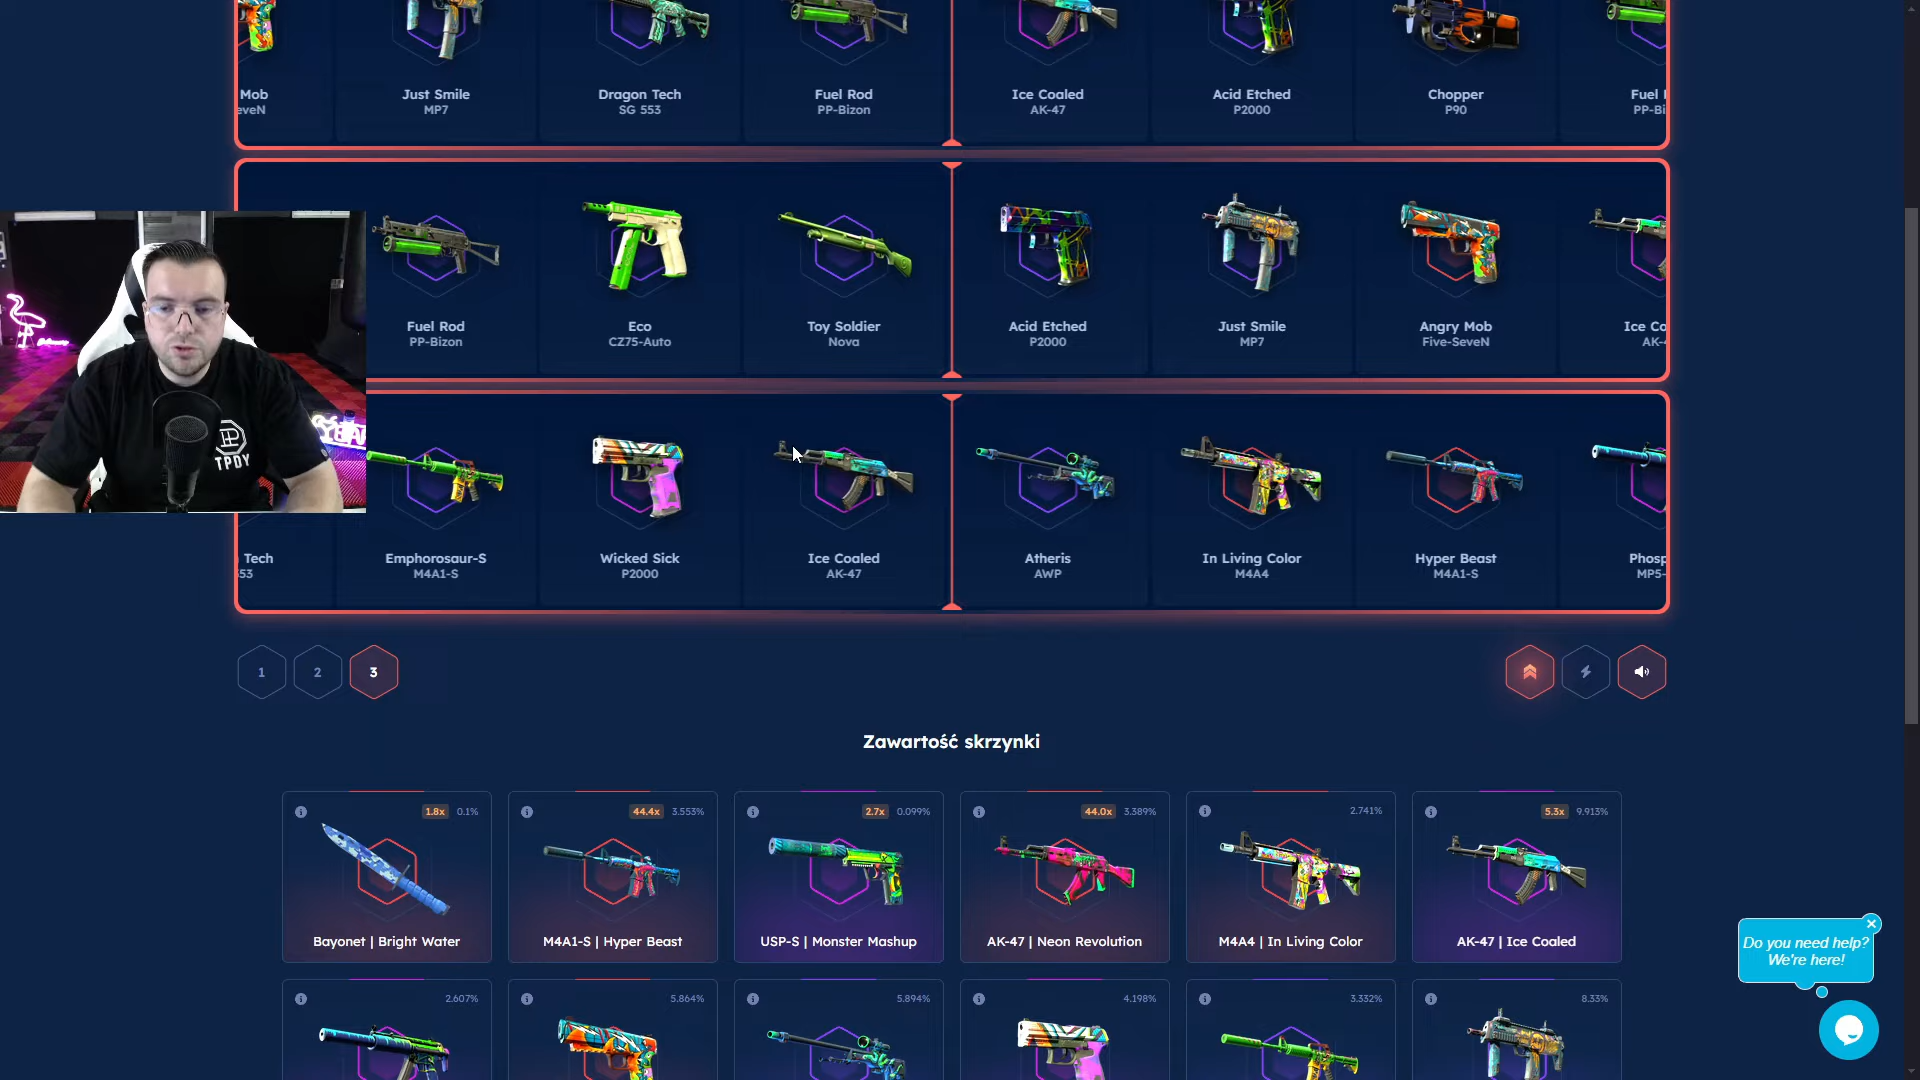 Mob
eveN
Just Smile
MP7
Dragon Tech
SG 553
Fuel Rod
PP-Bizon
Ice Coaled
AK-47
Acid Etched
P2000
Chopper
P90
Fuel
PP-Bi
Fuel Rod
PP-Bizon
Eco
CZ75-Auto
Toy Soldier
Nova
Acid Etched
P2000
Just Smile
MP7
Angry Mob
Five-SeveN
Ice Co
AK-4
TPDY
Tech
553
Emphorosaur-S
M4A1-S
Wicked Sick
P2000
Ice Coaled
AK-47
Atheris
AWP
In Living Color
M4A4
Hyper Beast
M4A1-S
Phosp
MP5-
1 2 3
Zawartość skrzynki
1.8x 0.1%
Bayonet | Bright Water
44.4x 3.553%
M4A1-S | Hyper Beast
2.7x 0.099%
USP-S | Monster Mashup
44.0x 3.389%
AK-47 | Neon Revolution
2.741%
M4A4 | In Living Color
5.3x 9.913%
AK-47 | Ice Coaled
2.607%
5.864%
5.894%
4.198%
3.332%
8.33%
Do you need help?
We're here!